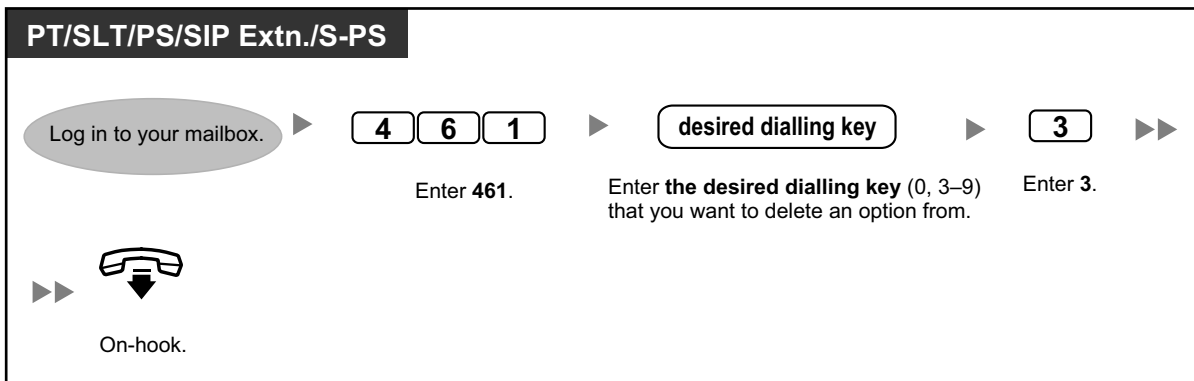 PT/SLT/PS/SIP Extn./S-PS
Log in to your mailbox.
4 6 1
desired dialling key
3
Enter 461.
Enter the desired dialling key (0, 3–9)
that you want to delete an option from.
Enter 3.
On-hook.